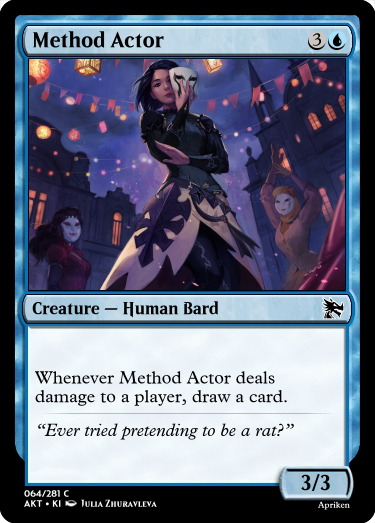 Method Actor 3
Creature — Human Bard
Whenever Method Actor deals
damage to a player, draw a card.
“Ever tried pretending to be a rat?”
3/3
064/281 C
AKT • KI Julia Zhuravleva
Apriken